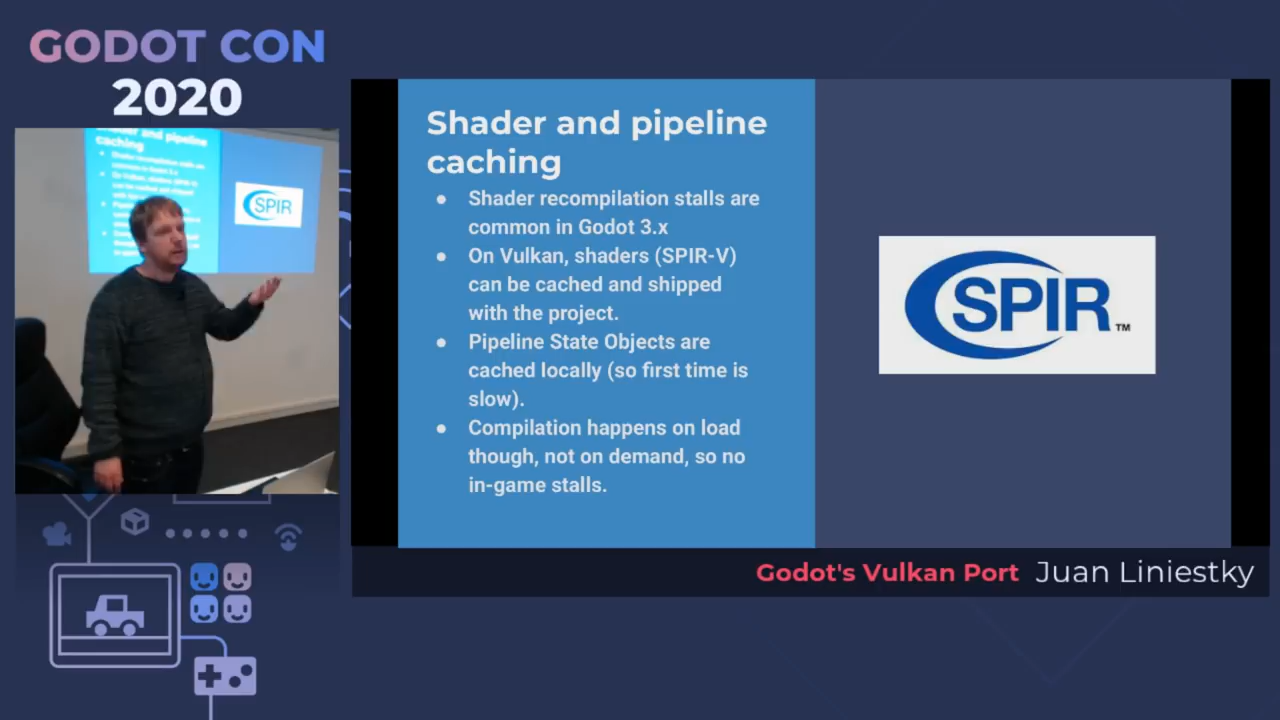 GODOT CON
2020
Shader and pipeline
caching
● Shader recompilation stalls are
common in Godot 3.x
● On Vulkan, shaders (SPIR-V)
can be cached and shipped
with the project.
● Pipeline State Objects are
cached locally (so first time is
slow).
● Compilation happens on load
though, not on demand, so no
in-game stalls.
SPIR™
SPIR
Godot's Vulkan Port Juan Liniestky